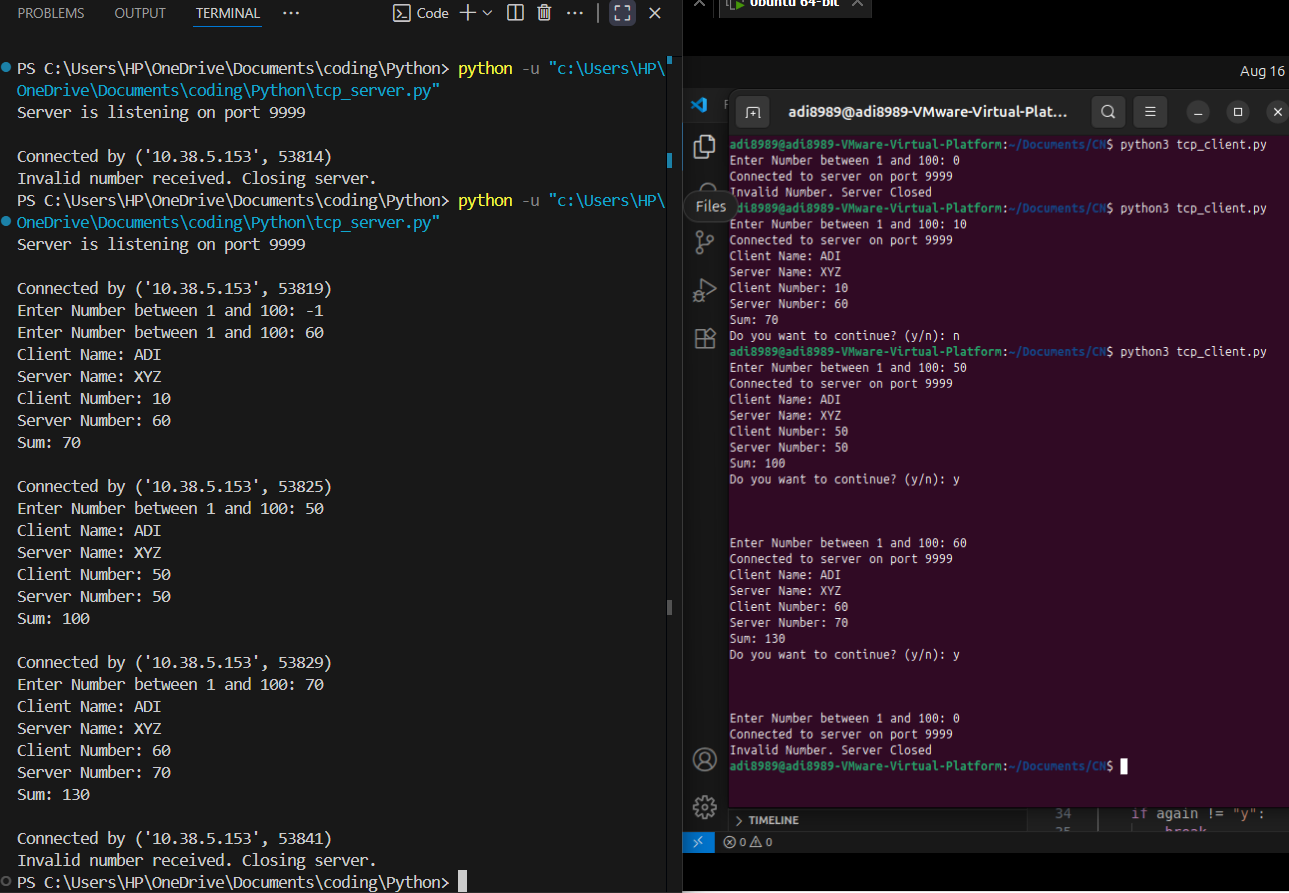 PROBLEMS OUTPUT TERMINAL ··· Code
PS C:\Users\HP\OneDrive\Documents\coding\Python> python -u "c:\Users\HP\
OneDrive\Documents\coding\Python\tcp_server.py"
Server is listening on port 9999
Connected by ('10.38.5.153', 53814)
Invalid number received. Closing server.
PS C:\Users\HP\OneDrive\Documents\coding\Python> python -u "c:\Users\HP\
OneDrive\Documents\coding\Python\tcp_server.py"
Server is listening on port 9999
Connected by ('10.38.5.153', 53819)
Enter Number between 1 and 100: -1
Enter Number between 1 and 100: 60
Client Name: ADI
Server Name: XYZ
Client Number: 10
Server Number: 60
Sum: 70
Connected by ('10.38.5.153', 53825)
Enter Number between 1 and 100: 50
Client Name: ADI
Server Name: XYZ
Client Number: 50
Server Number: 50
Sum: 100
Connected by ('10.38.5.153', 53829)
Enter Number between 1 and 100: 70
Client Name: ADI
Server Name: XYZ
Client Number: 60
Server Number: 70
Sum: 130
Connected by ('10.38.5.153', 53841)
Invalid number received. Closing server.
PS C:\Users\HP\OneDrive\Documents\coding\Python>
Ubuntu 64-bit
Aug 16
adi8989@adi8989-VMware-Virtual-Plat...
Files
adi8989@adi8989-VMware-Virtual-Platform:~/Documents/CN$ python3 tcp_client.py
Enter Number between 1 and 100: 0
Connected to server on port 9999
Invalid Number. Server Closed
adi8989@adi8989-VMware-Virtual-Platform:~/Documents/CN$ python3 tcp_client.py
Enter Number between 1 and 100: 10
Connected to server on port 9999
Client Name: ADI
Server Name: XYZ
Client Number: 10
Server Number: 60
Sum: 70
Do you want to continue? (y/n): n
adi8989@adi8989-VMware-Virtual-Platform:~/Documents/CN$ python3 tcp_client.py
Enter Number between 1 and 100: 50
Connected to server on port 9999
Client Name: ADI
Server Name: XYZ
Client Number: 50
Server Number: 50
Sum: 100
Do you want to continue? (y/n): y
Enter Number between 1 and 100: 60
Connected to server on port 9999
Client Name: ADI
Server Name: XYZ
Client Number: 60
Server Number: 70
Sum: 130
Do you want to continue? (y/n): y
Enter Number between 1 and 100: 0
Connected to server on port 9999
Invalid Number. Server Closed
adi8989@adi8989-VMware-Virtual-Platform:~/Documents/CN$
TIMELINE
34 if again != "y":
break
0 0